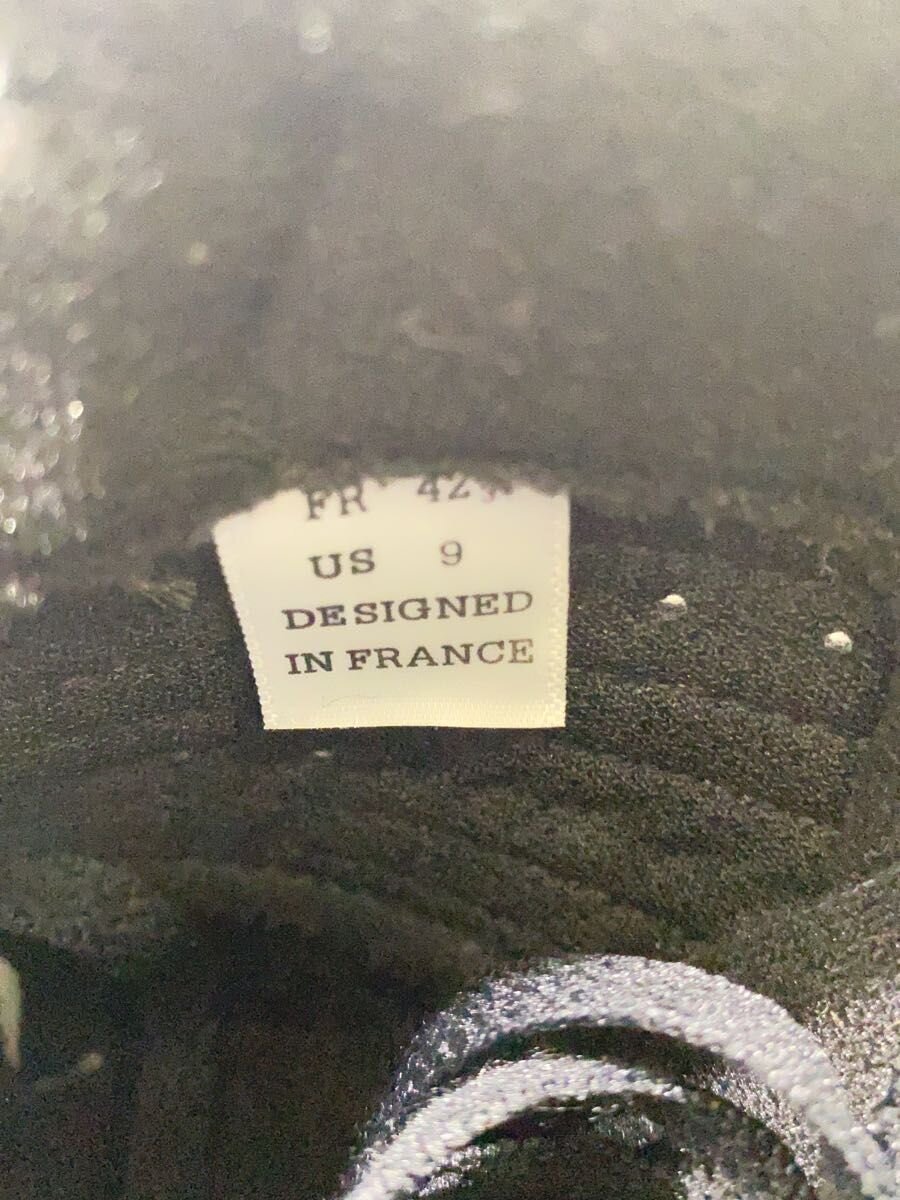 FR 42
US 9
DESIGNED
IN FRANCE